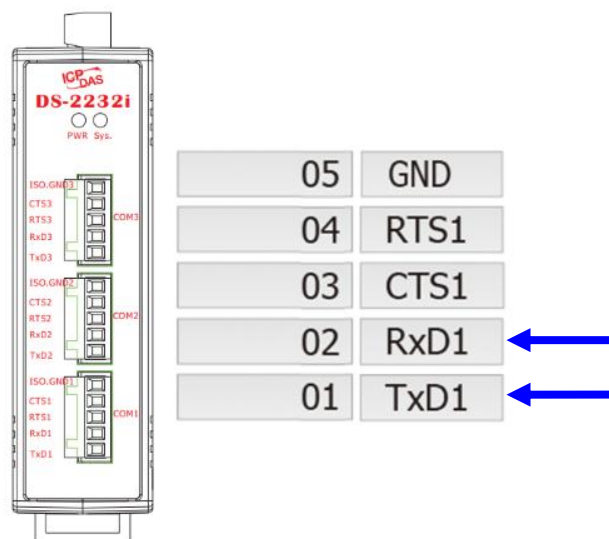 ICP DAS
DS-2232i
PWR Sys.
ISO.GND3
CTS3
RTS3
RxD3
TxD3
COM3
ISO.GND2
CTS2
RTS2
RxD2
TxD2
COM2
ISO.GND1
CTS1
RTS1
RxD1
TxD1
COM1
05 GND
04 RTS1
03 CTS1
02 RxD1
01 TxD1